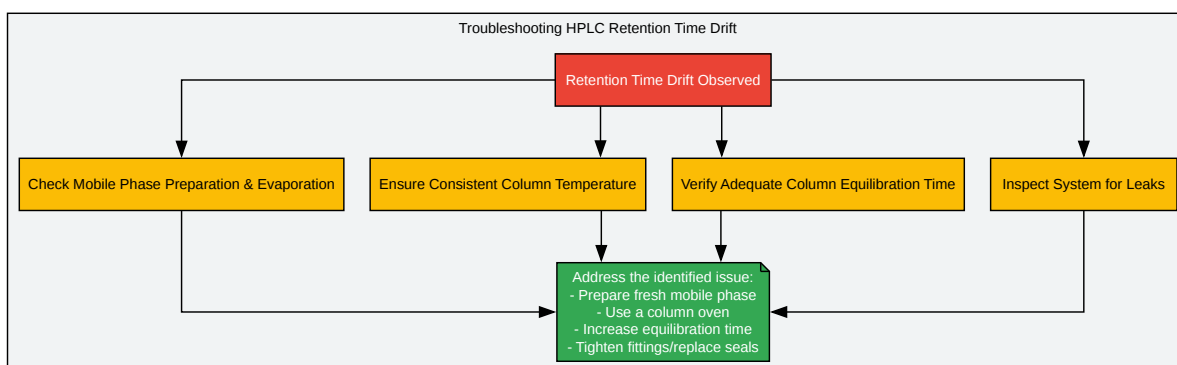 Troubleshooting HPLC Retention Time Drift
Retention Time Drift Observed
Check Mobile Phase Preparation & Evaporation
Ensure Consistent Column Temperature
Verify Adequate Column Equilibration Time
Inspect System for Leaks
Address the identified issue:
- Prepare fresh mobile phase
- Use a column oven
- Increase equilibration time
- Tighten fittings/replace seals